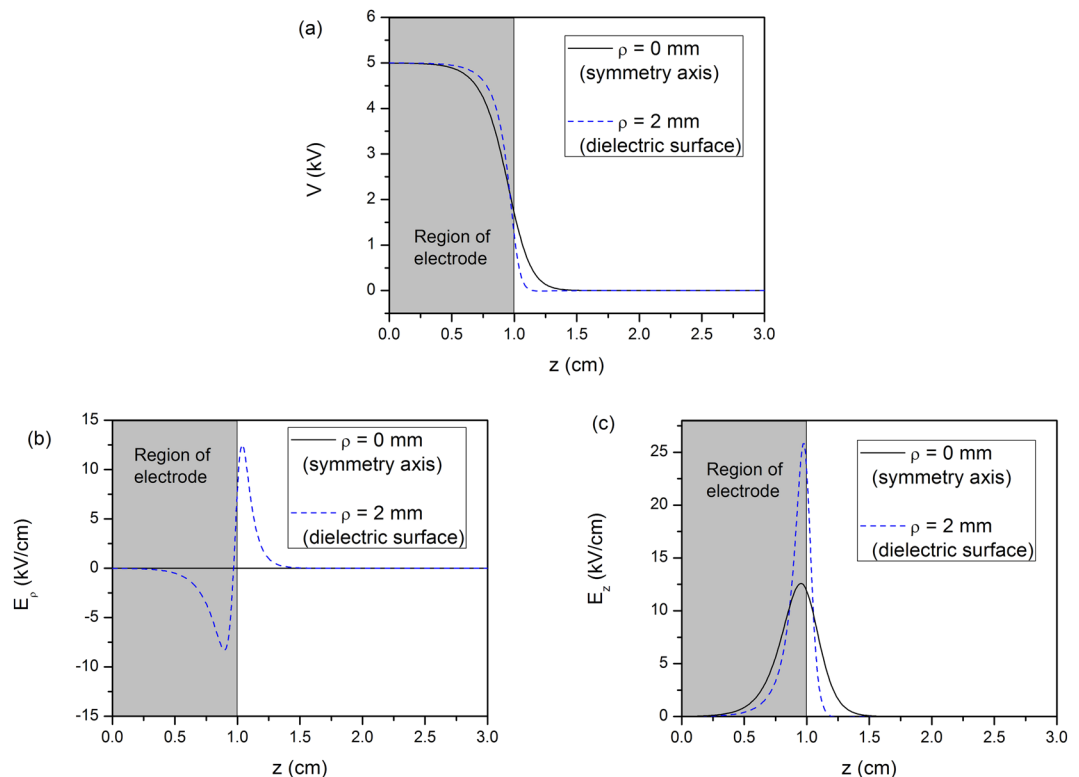 (a)
6
5
4
3
2
1
0
V (kV)
Region of
electrode
ρ = 0 mm
(symmetry axis)
ρ = 2 mm
(dielectric surface)
0.0 0.5 1.0 1.5 2.0 2.5 3.0
z (cm)
(b)
15
10
5
0
-5
-10
-15
Eρ (kV/cm)
Region of
electrode
ρ = 0 mm
(symmetry axis)
ρ = 2 mm
(dielectric surface)
0.0 0.5 1.0 1.5 2.0 2.5 3.0
z (cm)
(c)
25
20
15
10
5
0
Ez (kV/cm)
Region of
electrode
ρ = 0 mm
(symmetry axis)
ρ = 2 mm
(dielectric surface)
0.0 0.5 1.0 1.5 2.0 2.5 3.0
z (cm)